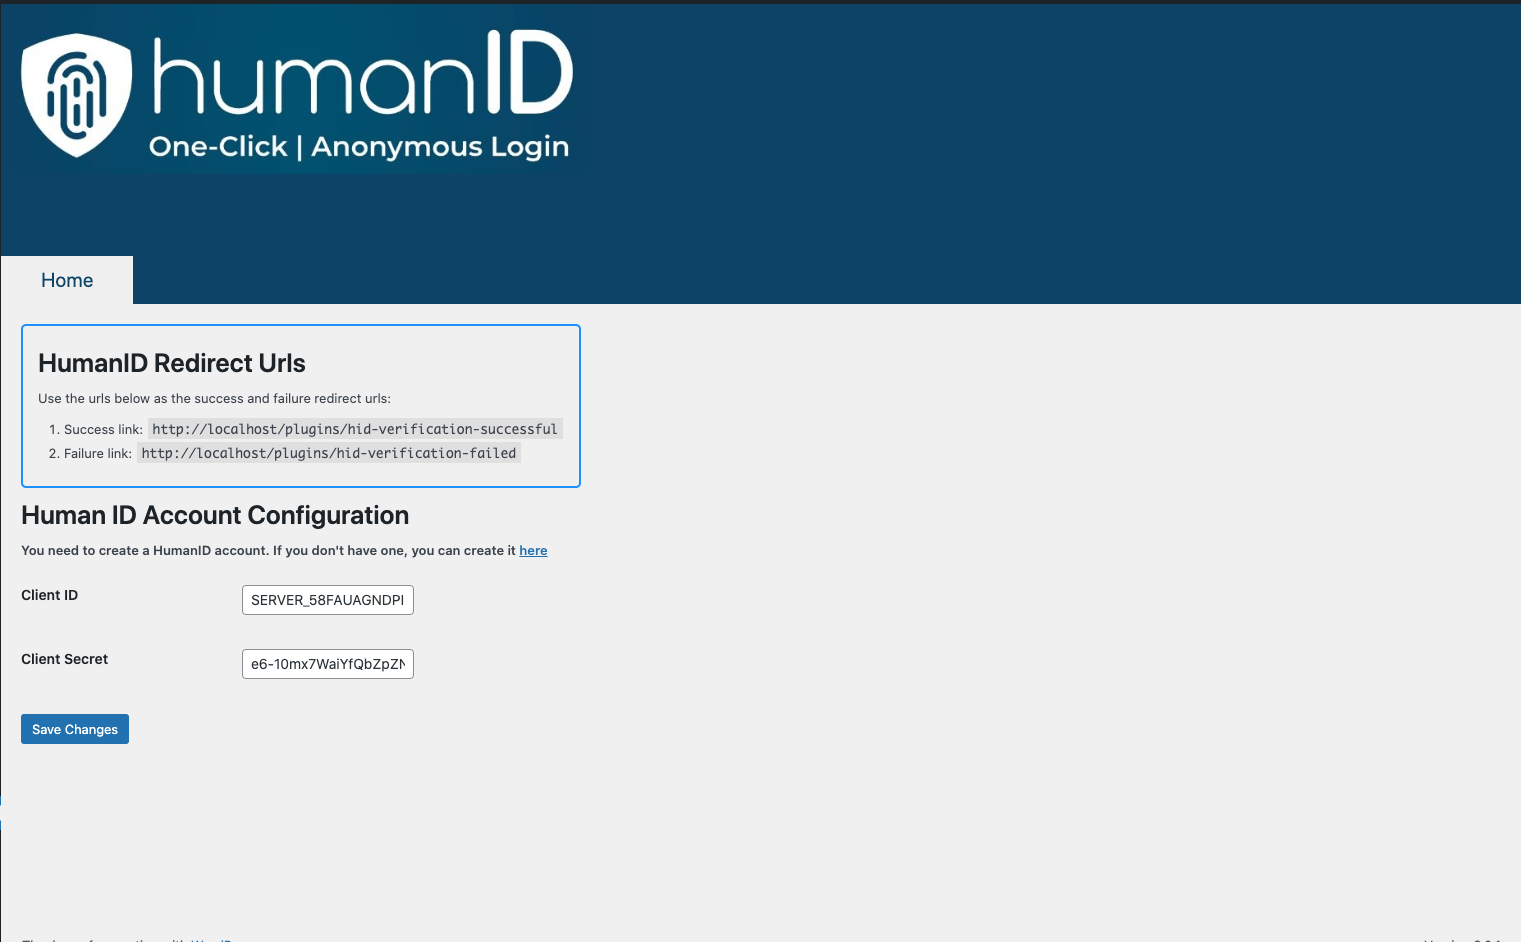 humanID
One-Click | Anonymous Login
Home
HumanID Redirect Urls
Use the urls below as the success and failure redirect urls:
1. Success link: http://localhost/plugins/hid-verification-successful
2. Failure link: http://localhost/plugins/hid-verification-failed
Human ID Account Configuration
You need to create a HumanID account. If you don't have one, you can create it here
Client ID
SERVER_58FAUAGNDPI
Client Secret
e6-10mx7WaiYfQbZpZN
Save Changes